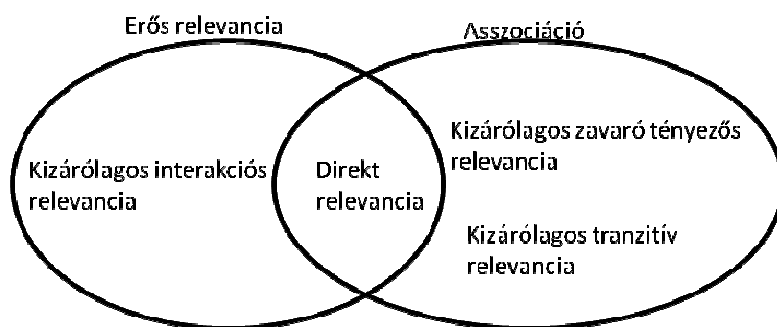 Erős relevancia
Asszociáció
Kizárólagos interakciós
relevancia
Direkt
relevancia
Kizárólagos zavaró tényezős
relevancia
Kizárólagos tranzitív
relevancia